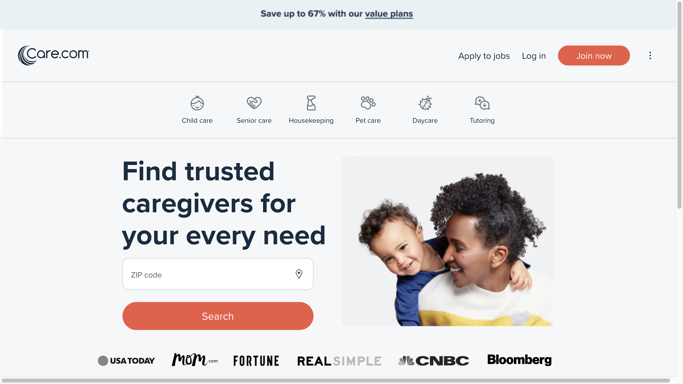 Save up to 67% with our value plans
Care.com
Apply to jobs
Log in
Join now
Child care
Senior care
Housekeeping
Pet care
Daycare
Tutoring
Find trusted
caregivers for
your every need
ZIP code
Search
USA TODAY
MOM.com
FORTUNE
REALSIMPLE
CNBC
Bloomberg